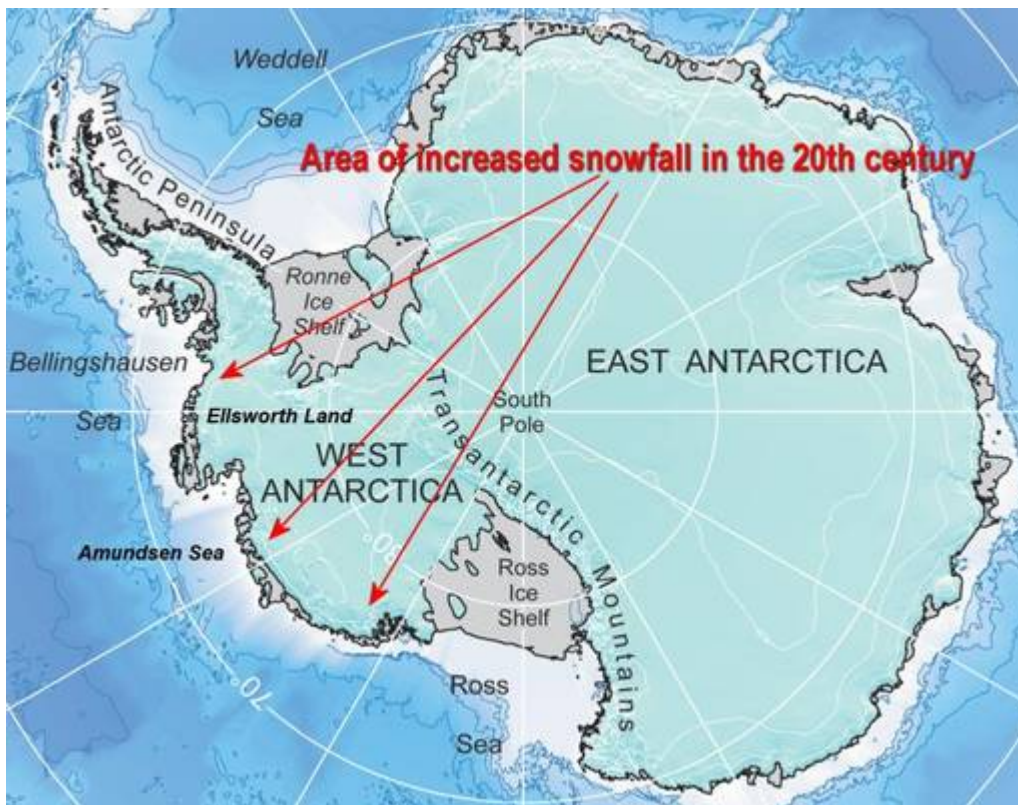 Weddell
Sea
Antarctic Peninsula
Area of increased snowfall in the 20th century
Ronne
Ice
Shelf
Bellingshausen
Sea
EAST ANTARCTICA
Ellsworth Land
South
Pole
Transantarctic Mountains
WEST
ANTARCTICA
Amundsen Sea
80°
Ross
Ice
Shelf
70°
Ross
Sea